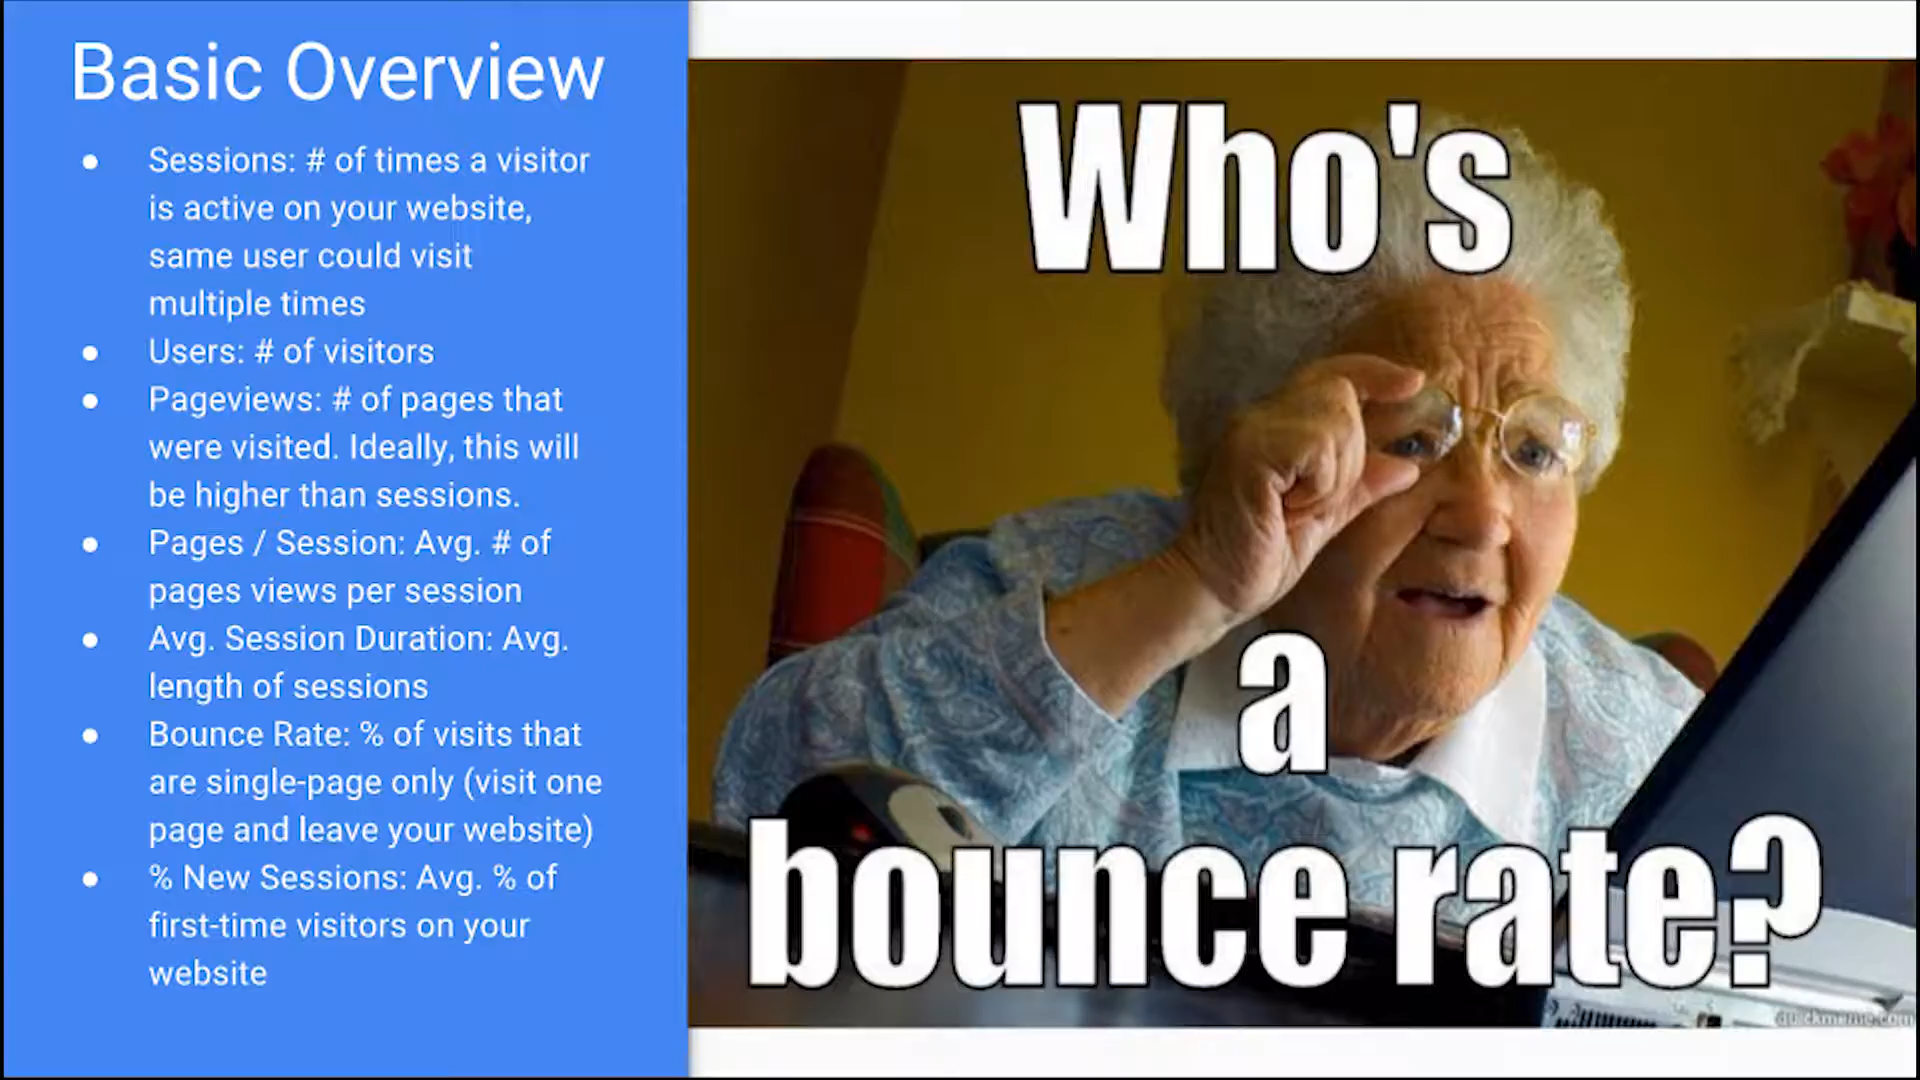 Basic Overview
● Sessions: # of times a visitor
is active on your website,
same user could visit
multiple times
● Users: # of visitors
● Pageviews: # of pages that
were visited. Ideally, this will
be higher than sessions.
● Pages / Session: Avg. # of
pages views per session
● Avg. Session Duration: Avg.
length of sessions
● Bounce Rate: % of visits that
are single-page only (visit one
page and leave your website)
● % New Sessions: Avg. % of
first-time visitors on your
website
Who's
a
bounce rate?
quickmeme.com